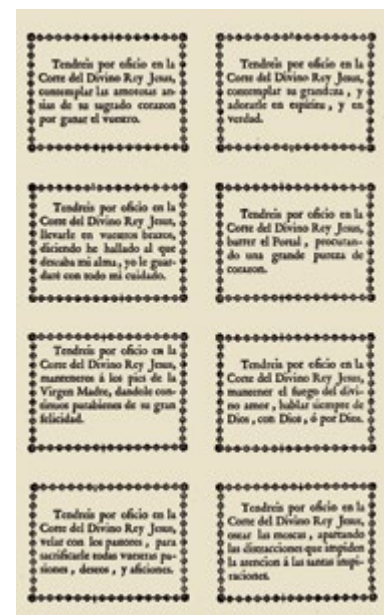 Tendreis por oficio en la
Corte del Divino Rey Jesus,
contemplar las amorosas an-
sias de su sagrado corazon
por ganar el vuestro.
Tendreis por oficio en la
Corte del Divino Rey Jesus,
contemplar su grandeza , y
adorarle en espiritu , y en
verdad.
Tendreis por oficio en la
Corte del Divino Rey Jesus,
llevarle en vuestros brazos,
diciendo he hallado al que
deseaba mi alma, yo le guar-
daré con todo mi cuidado.
Tendreis por oficio en la
Corte del Divino Rey Jesus,
barrer el Portal , procuran-
do una grande pureza de
corazon.
Tendreis por oficio en la
Corte del Divino Rey Jesus,
manteneros á los pies de la
Virgen Madre, dandole con-
tinuos parabienes de su gran
felicidad.
Tendreis por oficio en la
Corte del Divino Rey Jesus,
mantener el fuego del divi-
no amor , hablar siempre de
Dios , con Dios , ó por Dios.
Tendreis por oficio en la
Corte del Divino Rey Jesus,
velar con los pastores , para
sacrificarle todas vuestras pa-
siones , deseos , y aficiones.
Tendreis por oficio en la
Corte del Divino Rey Jesus,
osear las moscas , apartando
las distracciones que impiden
la atencion á las santas inspi-
raciones.